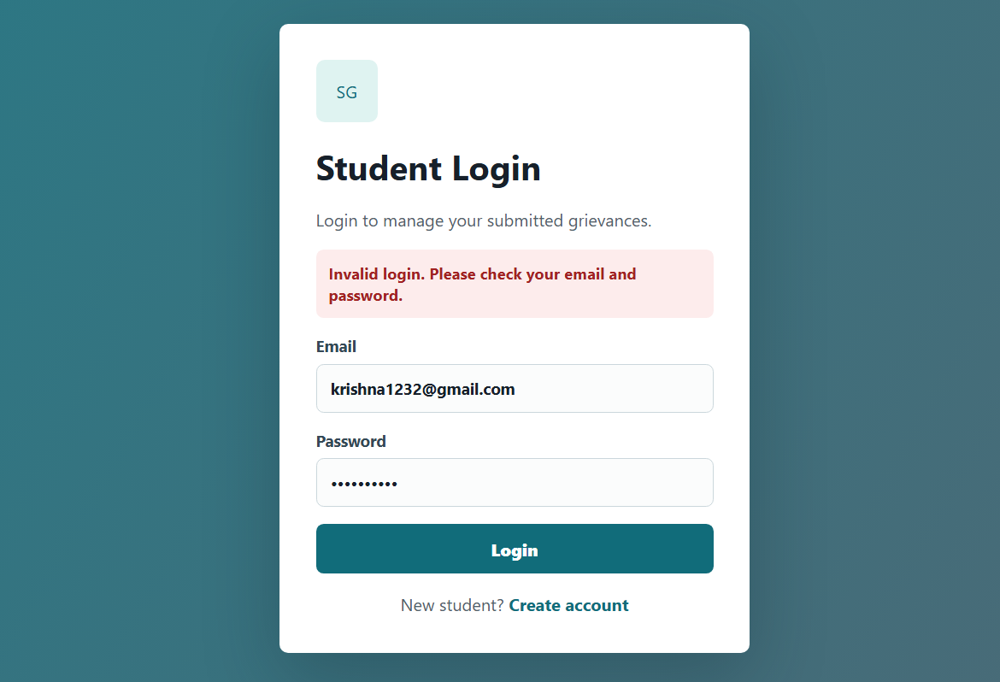 SG
Student Login
Login to manage your submitted grievances.
Invalid login. Please check your email and
password.
Email
krishna1232@gmail.com
Password
••••••••••
Login
New student? Create account